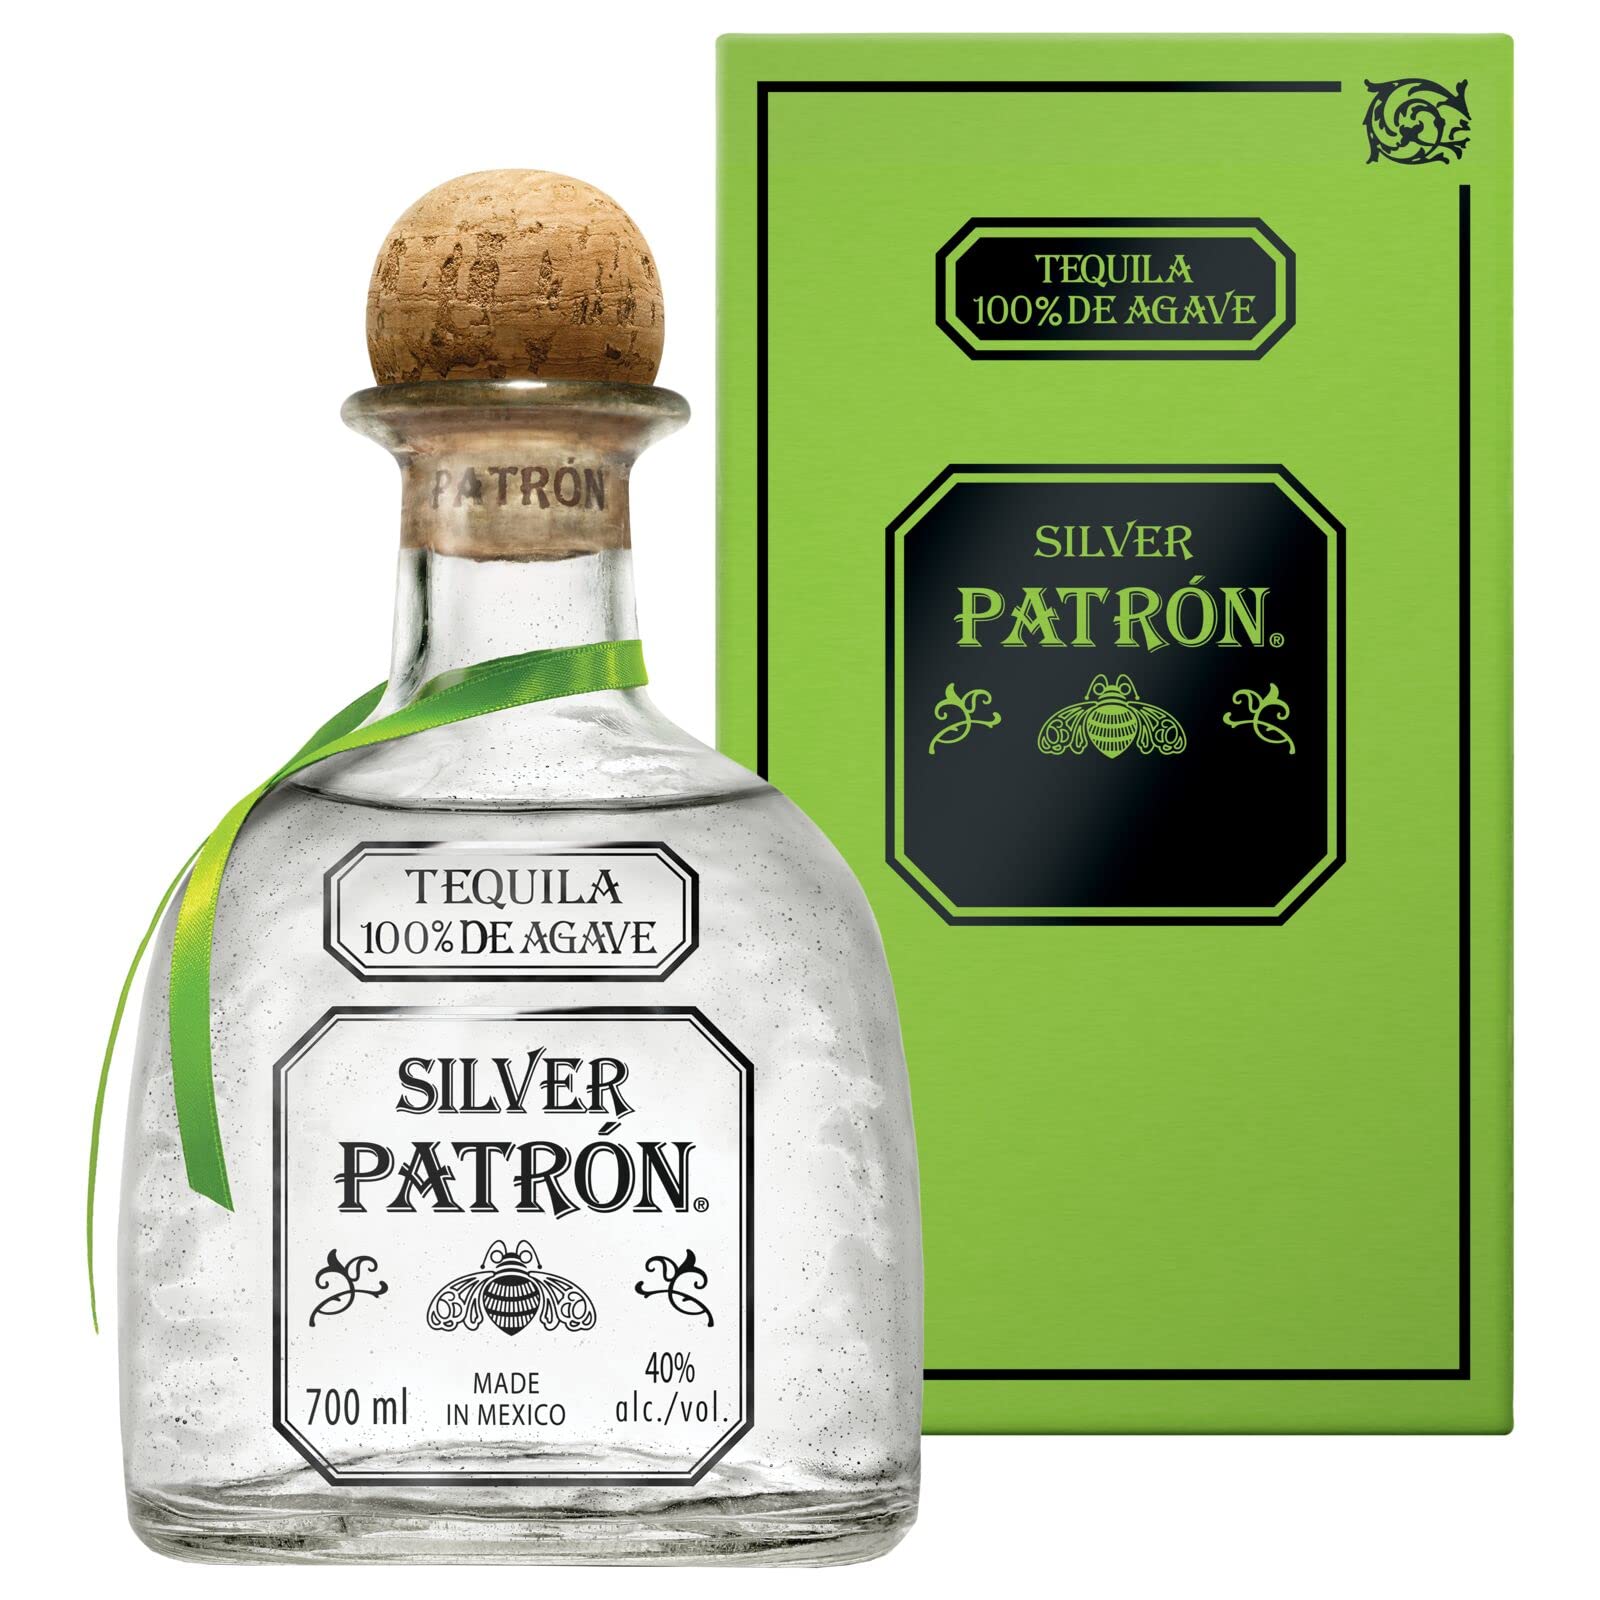 PATRÓN
TEQUILA
100% DE AGAVE
SILVER
PATRÓN®
700 ml
MADE
IN MEXICO
40%
alc./vol.
TEQUILA
100% DE AGAVE
SILVER
PATRÓN®